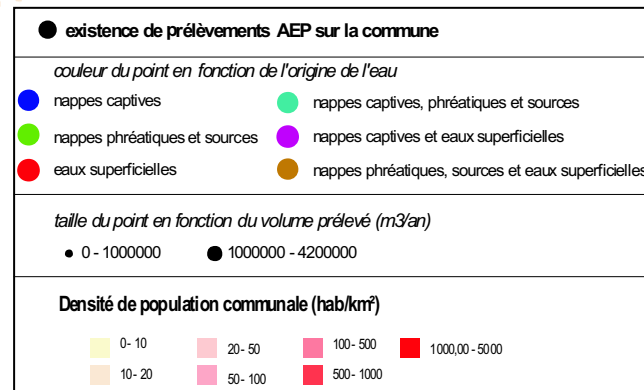 existence de prélèvements AEP sur la commune
couleur du point en fonction de l'origine de l'eau
nappes captives
nappes captives, phréatiques et sources
nappes phréatiques et sources
nappes captives et eaux superficielles
eaux superficielles
nappes phréatiques, sources et eaux superficielles
taille du point en fonction du volume prélevé (m3/an)
0 - 1000000
1000000 - 4200000
Densité de population communale (hab/km²)
0- 10
20- 50
100- 500
1000,00- 5000
10- 20
50- 100
500- 1000